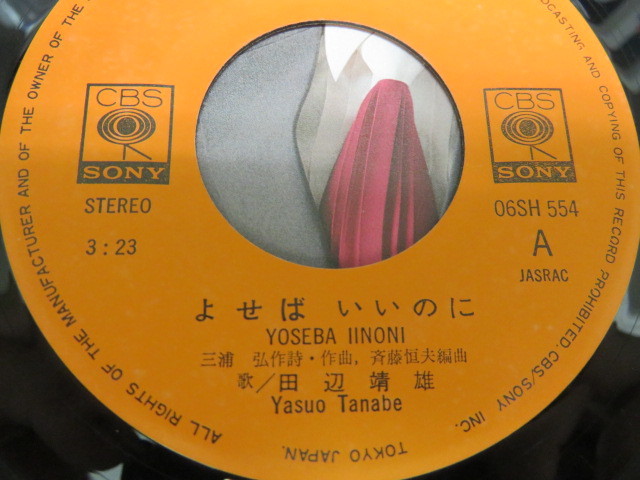 ALL RIGHTS OF THE MANUFACTURER AND OF THE OWNER OF THE
BROADCASTING AND COPYING OF THIS RECORD PROHIBITED. CBS/SONY INC.
TOKYO JAPAN.
CBS
SONY
STEREO
3:23
CBS
SONY
06SH 554
A
JASRAC
よせば いいのに
YOSEBA IINONI
三浦 弘作詩・作曲, 斉藤恒夫編曲
歌/田辺靖雄
Yasuo Tanabe